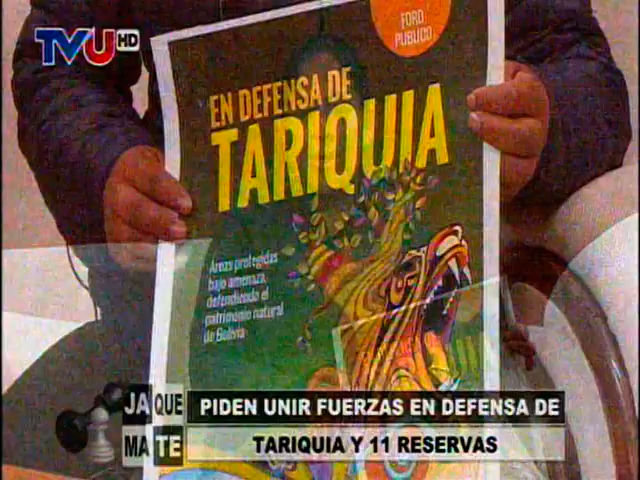 TVU HD
FORO
PUBLICO
EN DEFENSA DE
TARIQUIA
Áreas protegidas
bajo amenaza,
defendiendo el
patrimonio natural
de Bolivia
JAQUE
MATE
PIDEN UNIR FUERZAS EN DEFENSA DE
TARIQUIA Y 11 RESERVAS